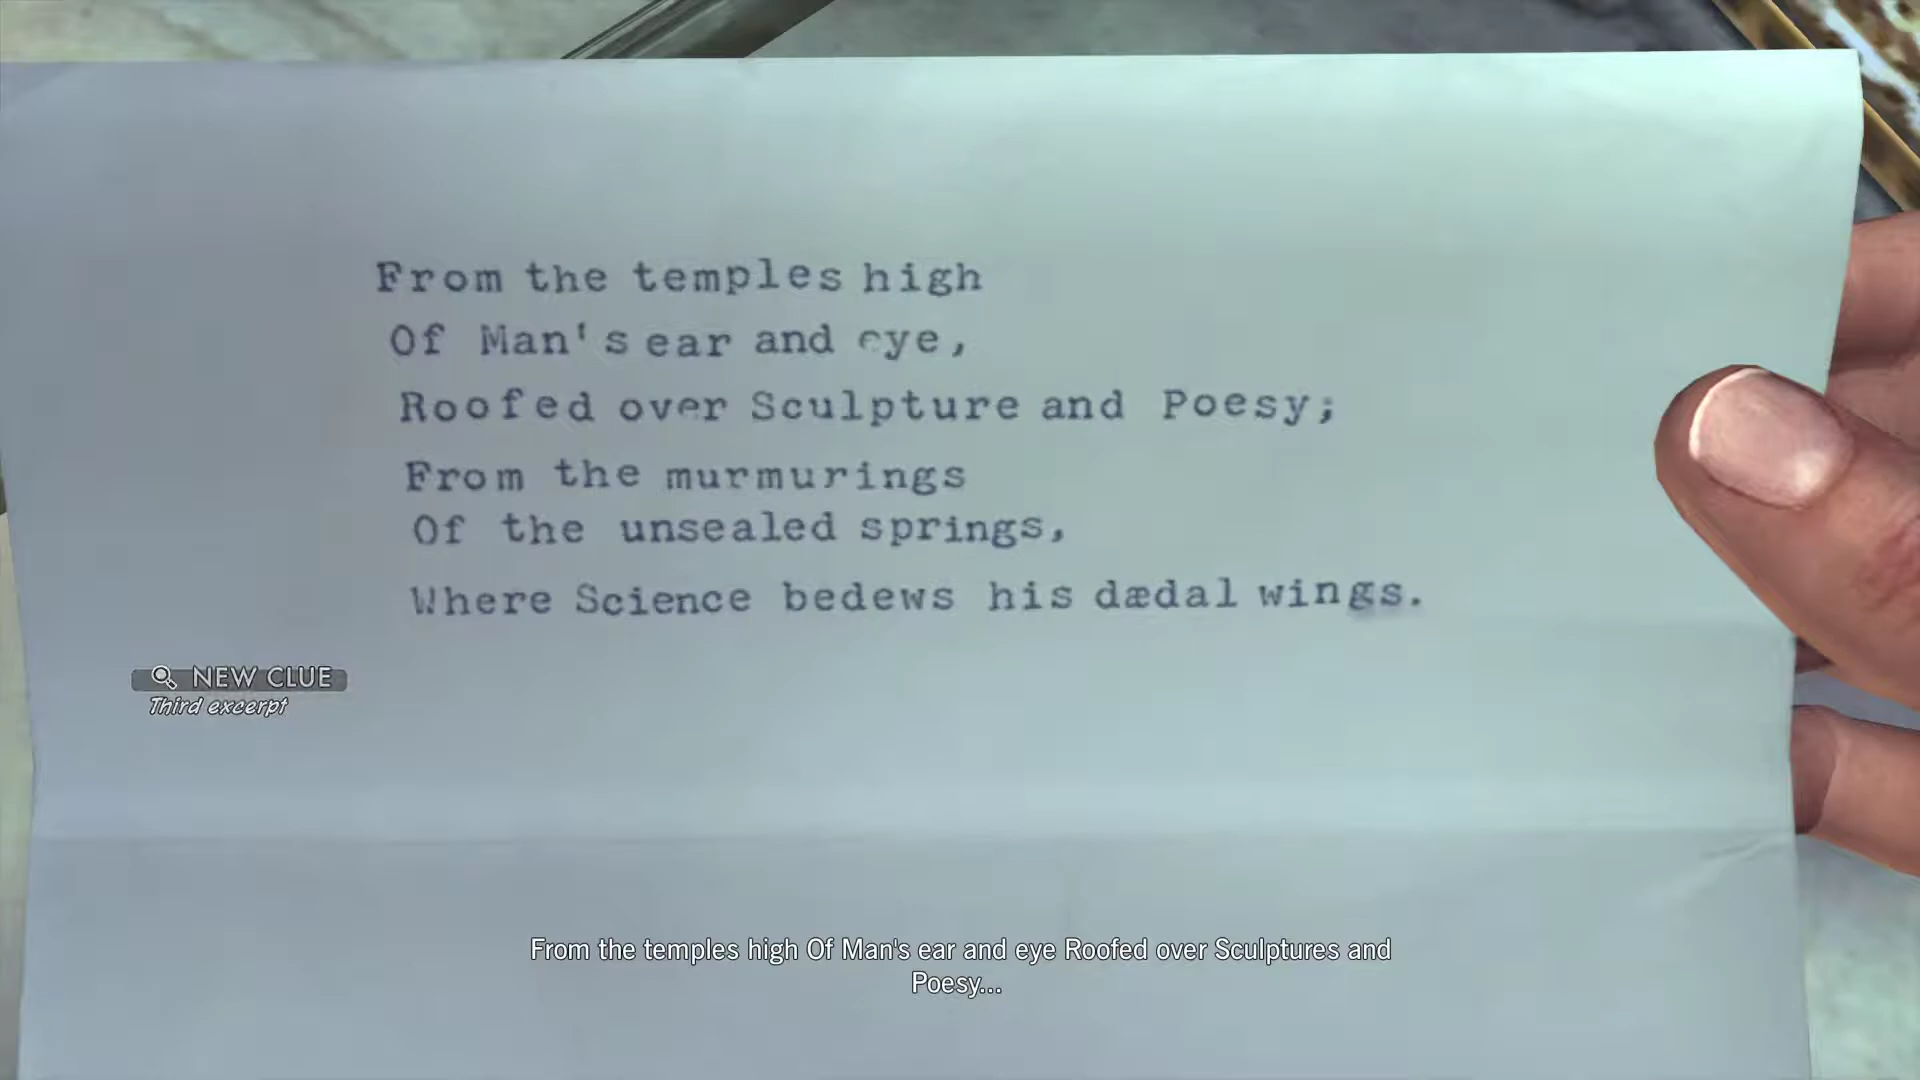 From the temples high
Of Man's ear and eye,
Roofed over Sculpture and Poesy;
From the murmurings
Of the unsealed springs,
Where Science bedews his dædal wings.
NEW CLUE
Third excerpt
From the temples high Of Man's ear and eye Roofed over Sculptures and
Poesy...